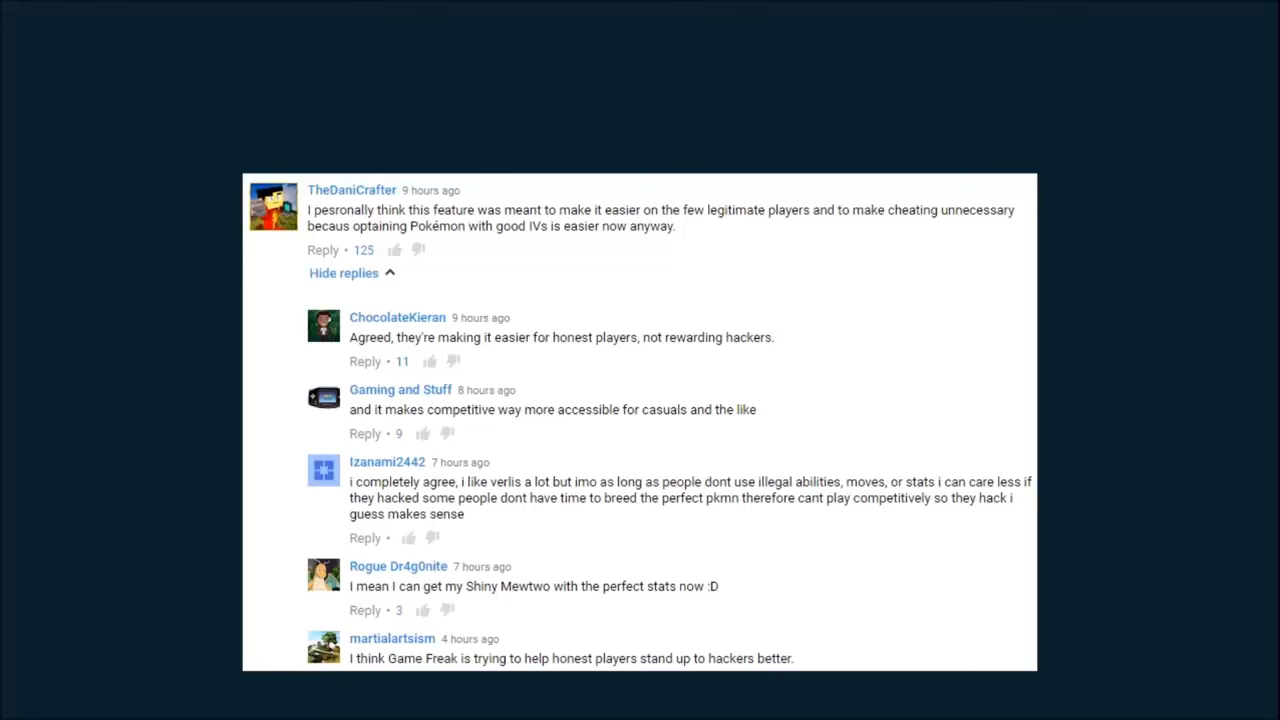 TheDaniCrafter 9 hours ago
I pesronally think this feature was meant to make it easier on the few legitimate players and to make cheating unnecessary
becaus optaining Pokémon with good IVs is easier now anyway.
Reply • 125
Hide replies
ChocolateKieran 9 hours ago
Agreed, they're making it easier for honest players, not rewarding hackers.
Reply • 11
Gaming and Stuff 8 hours ago
and it makes competitive way more accessible for casuals and the like
Reply • 9
Izanami2442 7 hours ago
i completely agree, i like verlis a lot but imo as long as people dont use illegal abilities, moves, or stats i can care less if
they hacked some people dont have time to breed the perfect pkmn therefore cant play competitively so they hack i
guess makes sense
Reply •
Rogue Dr4g0nite 7 hours ago
I mean I can get my Shiny Mewtwo with the perfect stats now :D
Reply • 3
martialartsism 4 hours ago
I think Game Freak is trying to help honest players stand up to hackers better.